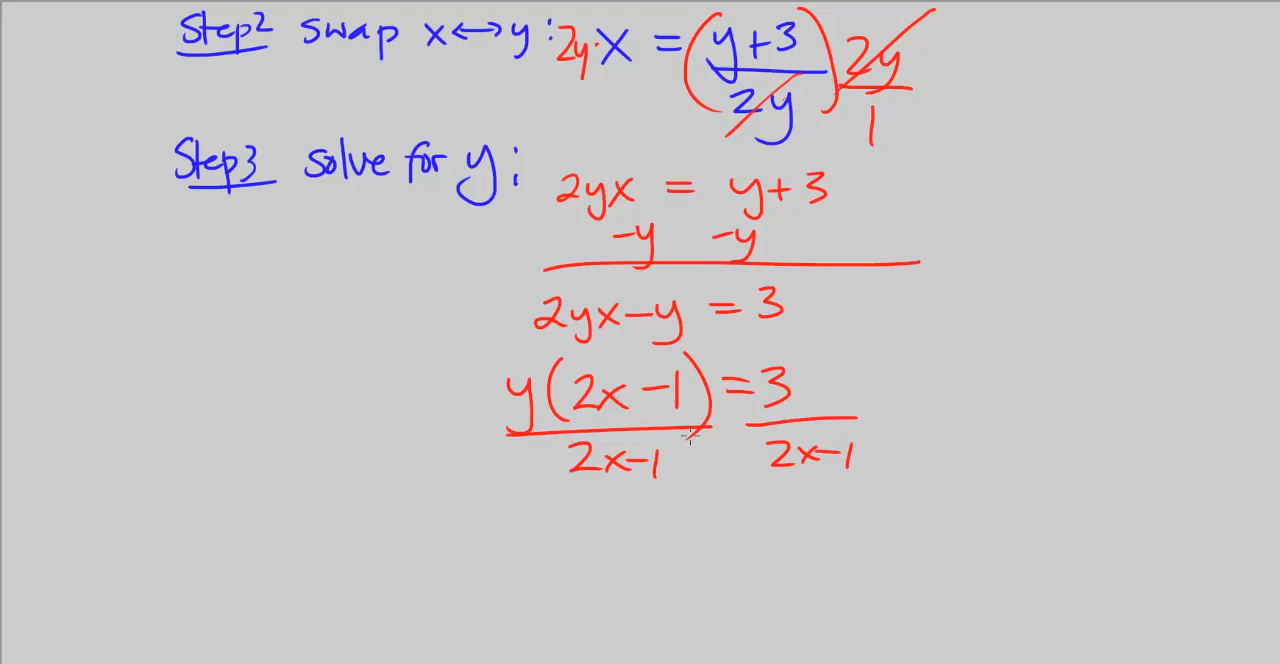 Step2 swap x↔y: 2y·x = (y+3/2y) 2y/1
Step3 solve for y:
2yx = y+3
-y -y
2yx-y = 3
y(2x-1) = 3
2x-1 2x-1